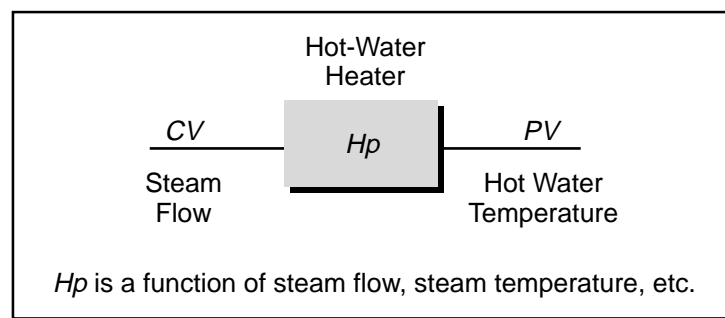 Hot-Water
Heater
CV
Hp
PV
Steam
Flow
Hot Water
Temperature
Hp is a function of steam flow, steam temperature, etc.